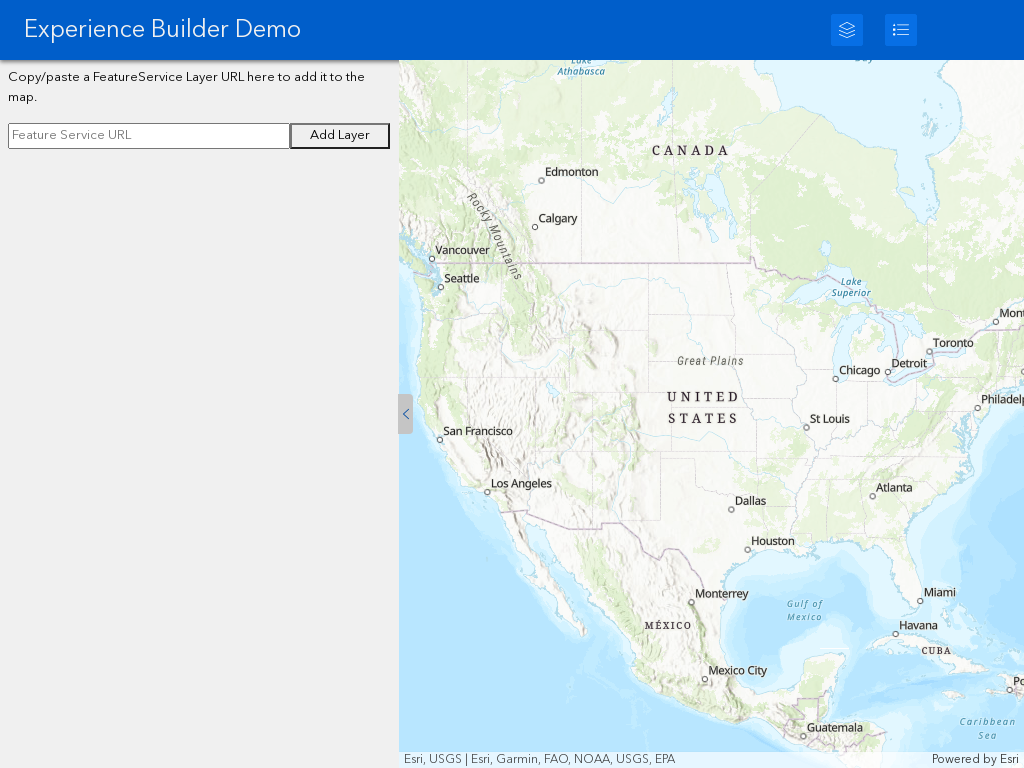 Experience Builder Demo
Copy/paste a FeatureService Layer URL here to add it to the
map.
Feature Service URL
Add Layer
Lake
Athabasca
CANADA
Edmonton
Rocky Mountains
Calgary
Vancouver
Seattle
Lake
Superior
Toronto
Great Plains
Chicago
Detroit
UNITED
STATES
St Louis
San Francisco
Los Angeles
Atlanta
Dallas
Houston
Monterrey
Gulf of
Mexico
Miami
MÉXICO
Havana
CUBA
Mexico City
Caribbean
Sea
Guatemala
Esri, USGS | Esri, Garmin, FAO, NOAA, USGS, EPA
Powered by Esri